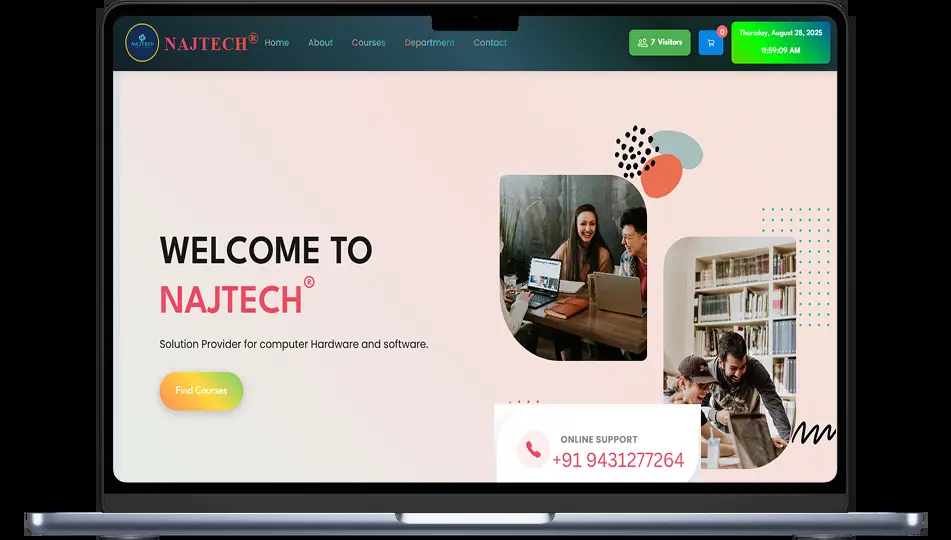 NAJTECH
NAJTECH®
Home
About
Courses
Department
Contact
7 Visitors
0
Thursday, August 28, 2025
11:59:09 AM
WELCOME TO
NAJTECH®
Solution Provider for computer Hardware and software.
Find Courses
ONLINE SUPPORT
+91 9431277264